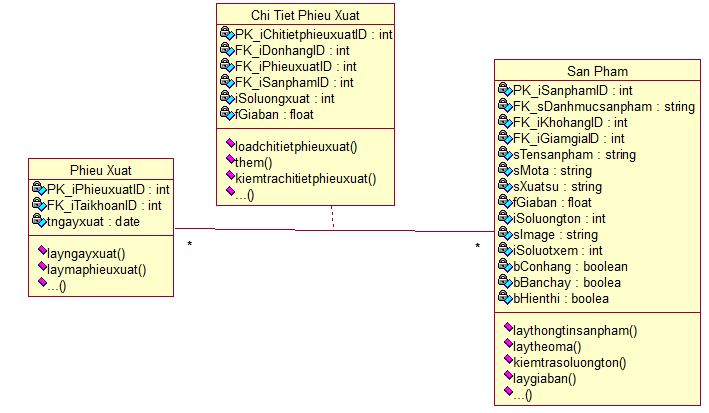 Chi Tiet Phieu Xuat
PK_iChitietphieuxuatID : int
FK_iDonhangID : int
FK_iPhieuxuatID : int
FK_iSanphamID : int
iSoluongxuat : int
fGiaban : float
loadchitietphieuxuat()
them()
kiemtrachitietphieuxuat()
...()
Phieu Xuat
PK_iPhieuxuatID : int
FK_iTaikhoanID : int
tngayxuat : date
layngayxuat()
laymaphieuxuat()
...()
*
*
San Pham
PK_iSanphamID : int
FK_sDanhmucsanpham : string
FK_iKhohangID : int
FK_iGiamgiaID : int
sTensanpham : string
sMota : string
sXuatsu : string
fGiaban : float
iSoluongton : int
sImage : string
iSoluotxem : int
bConhang : boolean
bBanchay : boolea
bHienthi : boolea
laythongtinsanpham()
laytheoma()
kiemtrasoluongton()
laygiaban()
...()